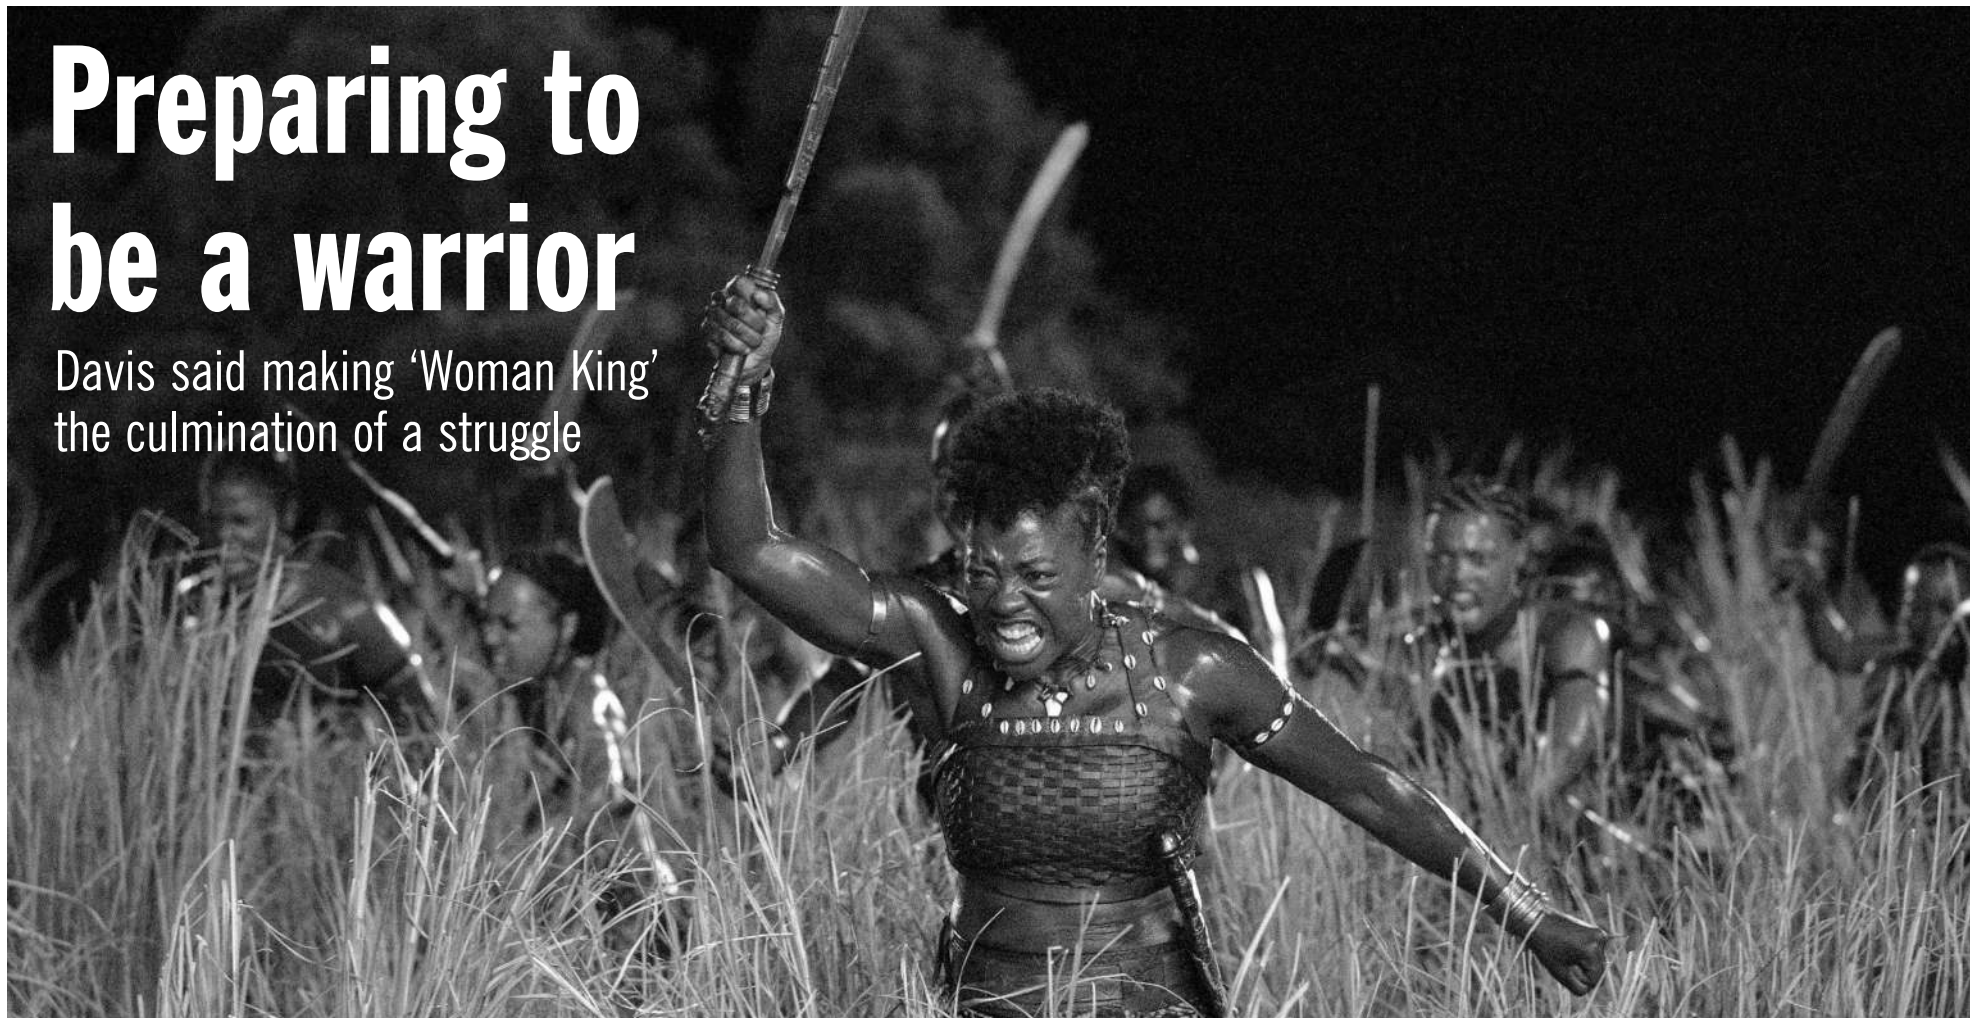 Preparing to
be a warrior
Davis said making ‘Woman King’
the culmination of a struggle